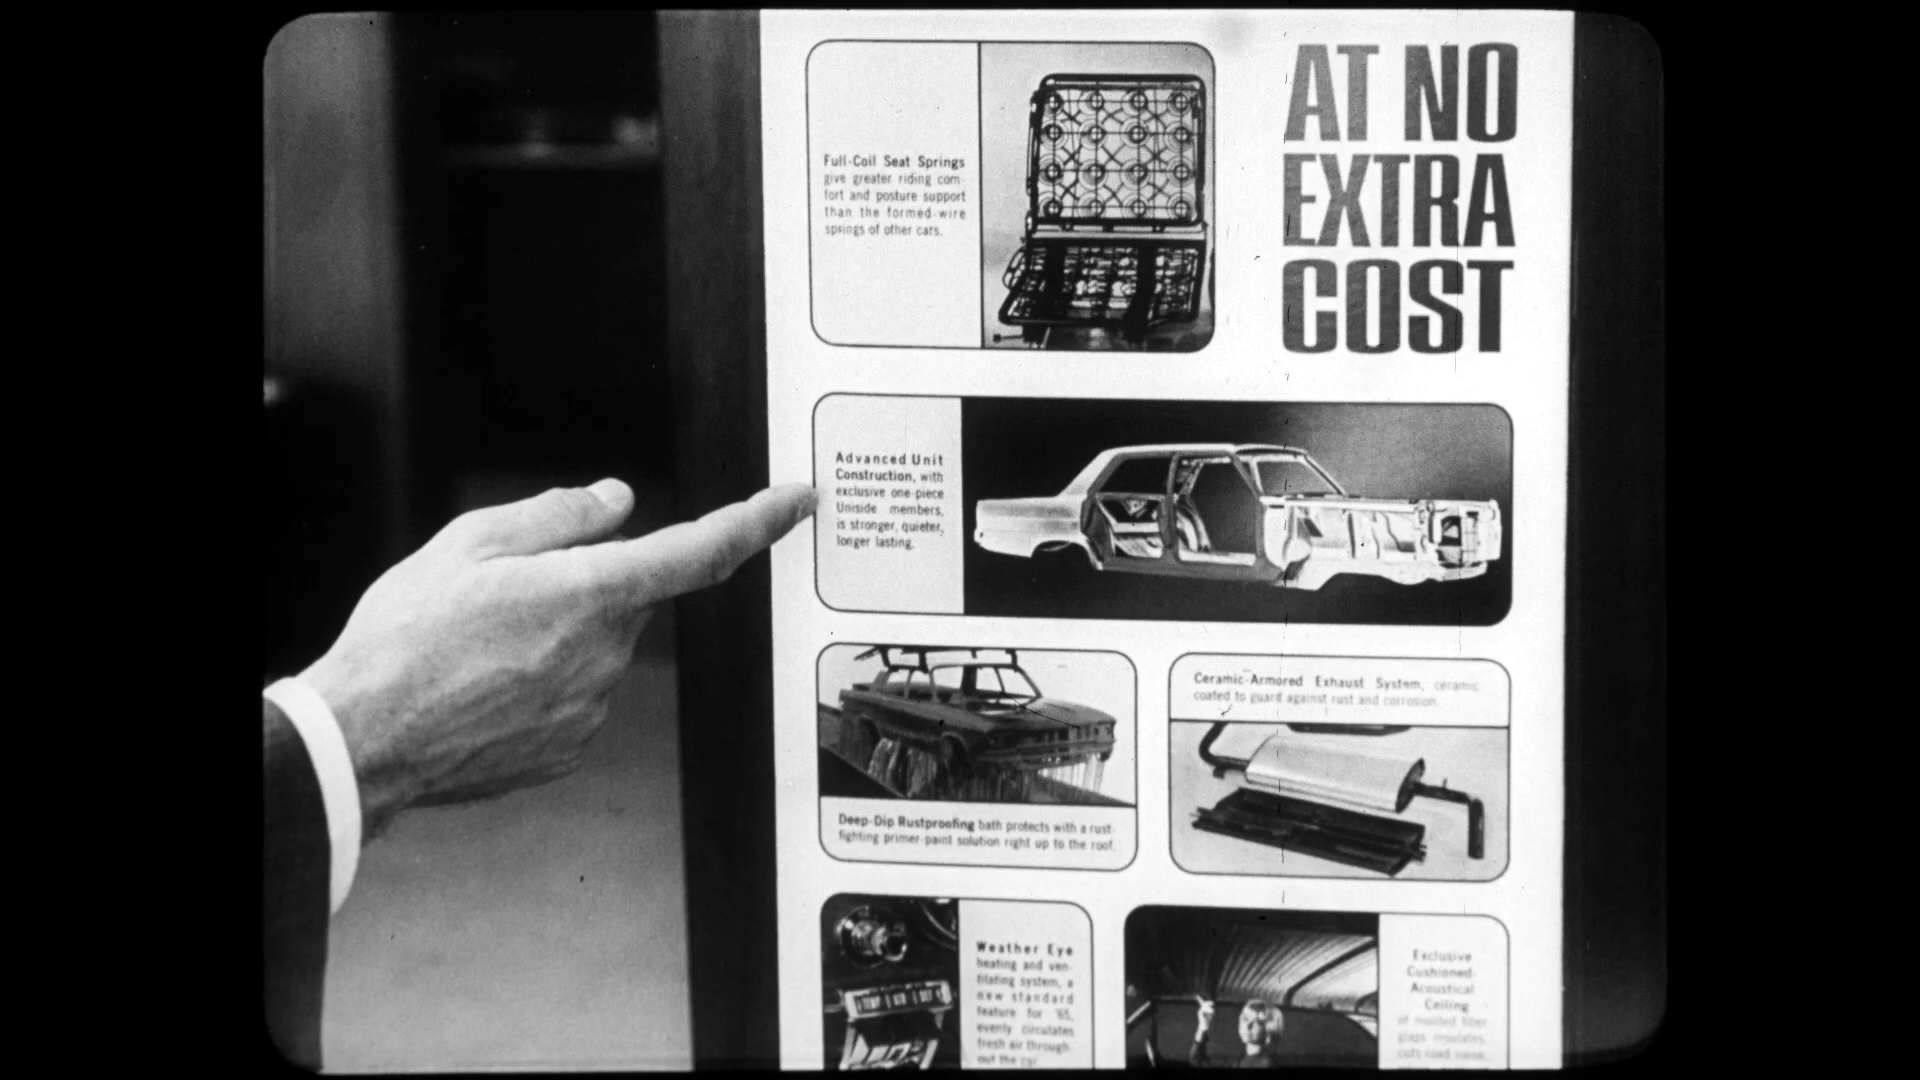 AT NO
EXTRA
COST
Full-Coil Seat Springs
give greater riding com-
fort and posture support
than the formed-wire
springs of other cars.
Advanced Unit
Construction, with
exclusive one-piece
Uniside members,
is stronger, quieter,
longer lasting.
Deep-Dip Rustproofing bath protects with a rust-
fighting primer-paint solution right up to the roof.
Ceramic-Armored Exhaust System, ceramic-
coated to guard against rust and corrosion.
TEMP AIR DEF
Weather Eye
heating and ven-
tilating system, a
new standard
feature for '65,
evenly circulates
fresh air through-
out the car.
Exclusive
Cushioned-
Acoustical
Ceiling
of molded fiber
glass insulates,
cuts road noise.